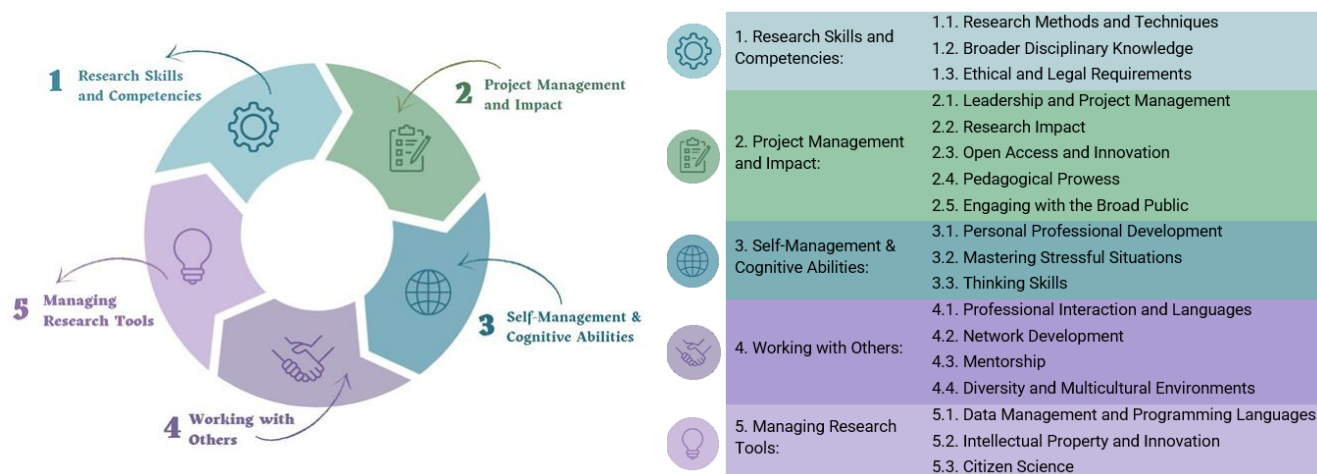 1 Research Skills
and Competencies
2 Project Management
and Impact
3 Self-Management &
Cognitive Abilities
4 Working with
Others
5 Managing
Research Tools
1. Research Skills and
Competencies:
1.1. Research Methods and Techniques
1.2. Broader Disciplinary Knowledge
1.3. Ethical and Legal Requirements
2. Project Management
and Impact:
2.1. Leadership and Project Management
2.2. Research Impact
2.3. Open Access and Innovation
2.4. Pedagogical Prowess
2.5. Engaging with the Broad Public
3. Self-Management &
Cognitive Abilities:
3.1. Personal Professional Development
3.2. Mastering Stressful Situations
3.3. Thinking Skills
4. Working with Others:
4.1. Professional Interaction and Languages
4.2. Network Development
4.3. Mentorship
4.4. Diversity and Multicultural Environments
5. Managing Research
Tools:
5.1. Data Management and Programming Languages
5.2. Intellectual Property and Innovation
5.3. Citizen Science